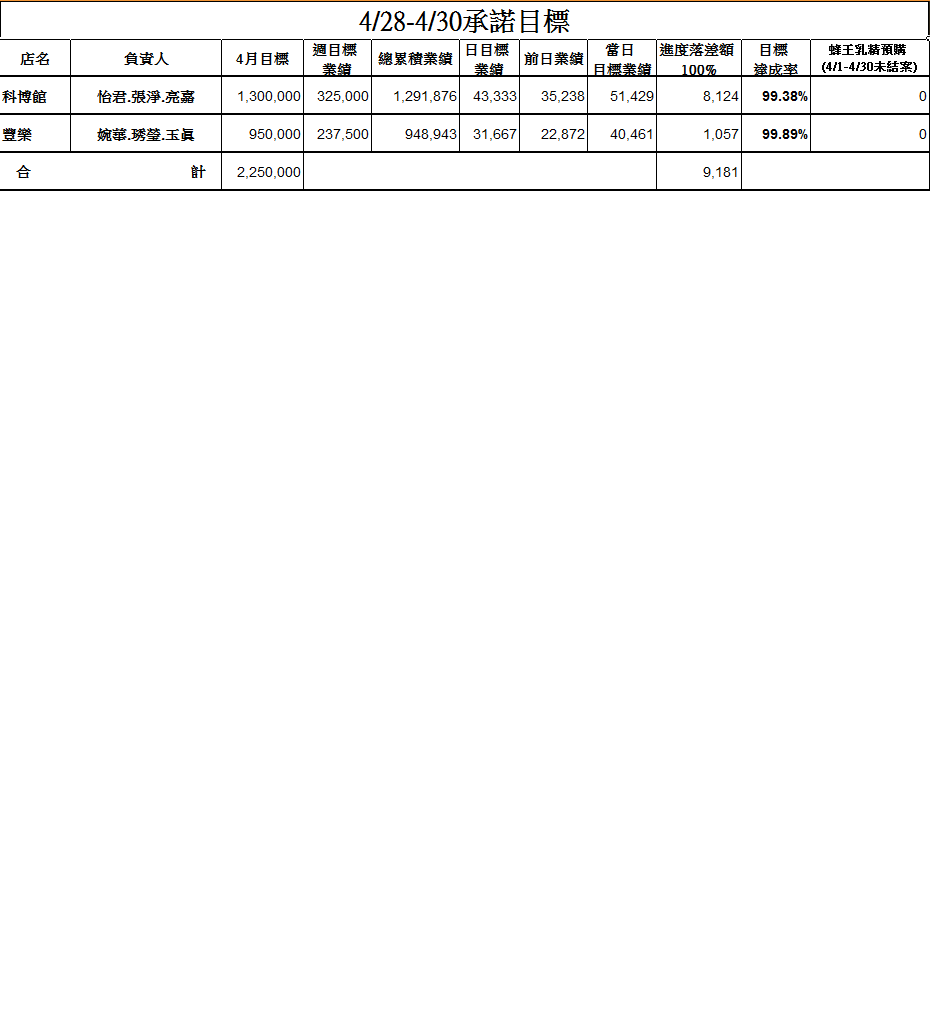 4/28-4/30承諾目標
店名 負責人 4月目標 週目標 業績 總累積業績 日目標 業績 前日業績 當日 目標業績 進度落差額 100% 目標 達成率 蜂王乳精預購 (4/1-4/30未結案)
科博館 怡君.張淨.亮嘉 1,300,000 325,000 1,291,876 43,333 35,238 51,429 8,124 99.38% 0
豐樂 婉華.琇瑩.玉眞 950,000 237,500 948,943 31,667 22,872 40,461 1,057 99.89% 0
合 計 2,250,000 9,181